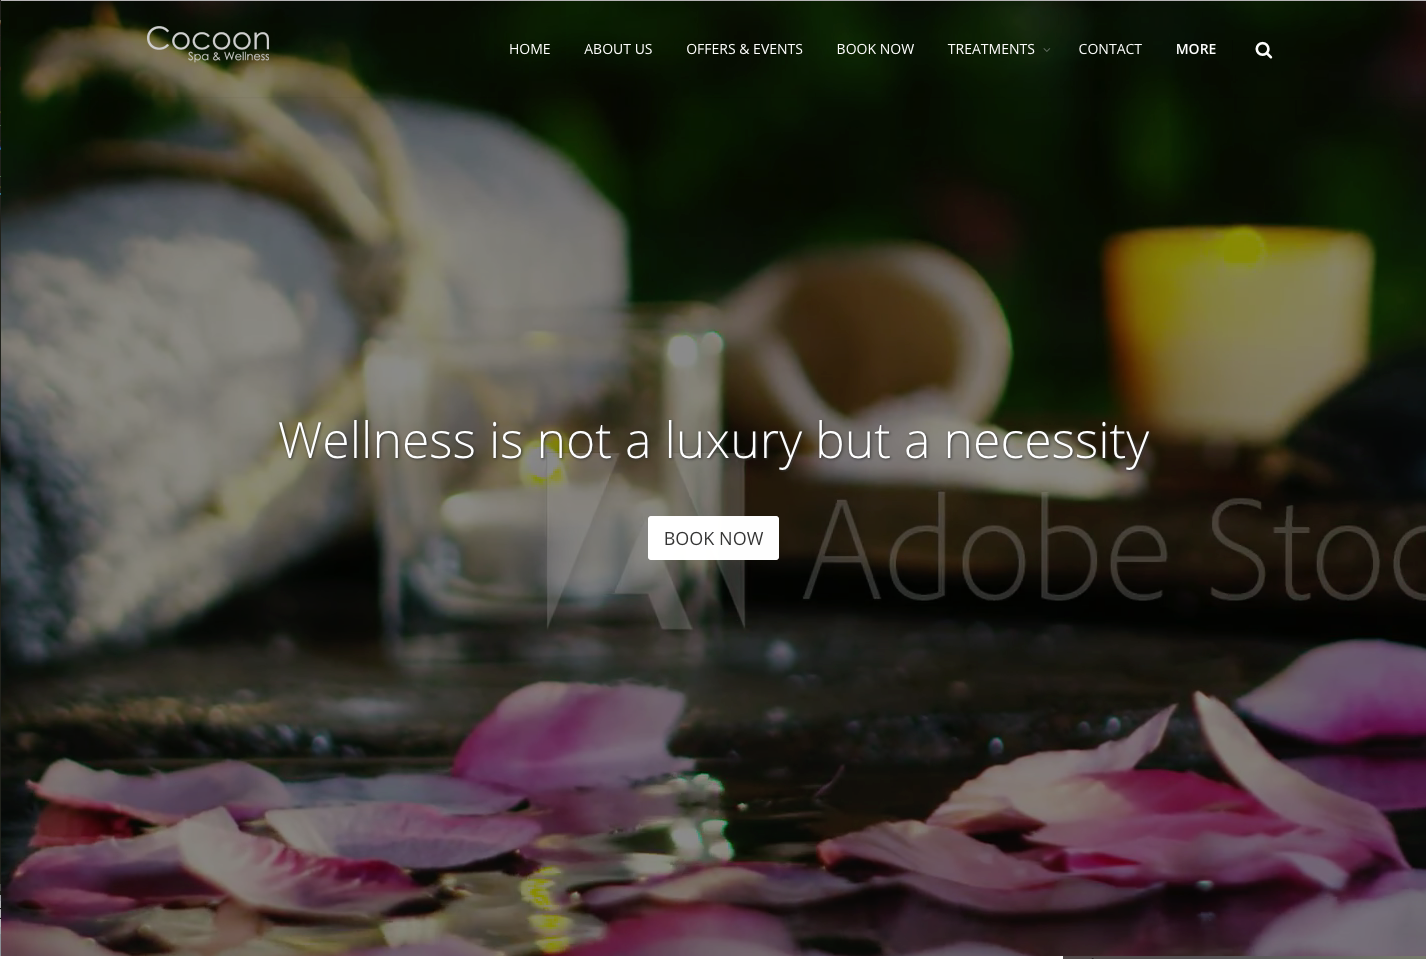 Cocoon
Spa & Wellness
HOME ABOUT US OFFERS & EVENTS BOOK NOW TREATMENTS CONTACT MORE
Wellness is not a luxury but a necessity
BOOK NOW
Adobe Stoc